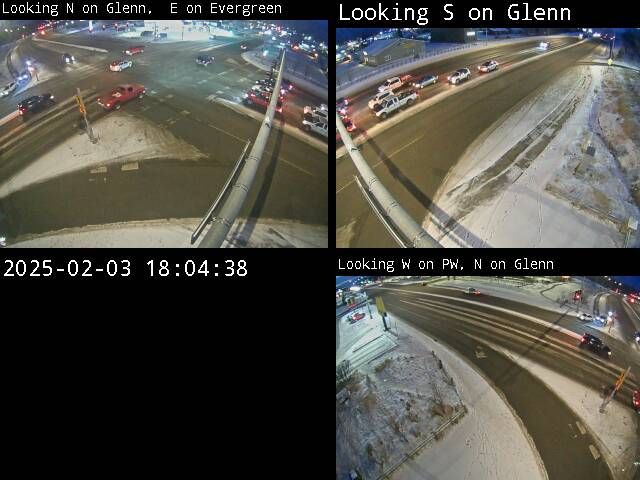 Looking N on Glenn, E on Evergreen
Looking S on Glenn
2025-02-03 18:04:38
Looking W on PW, N on Glenn